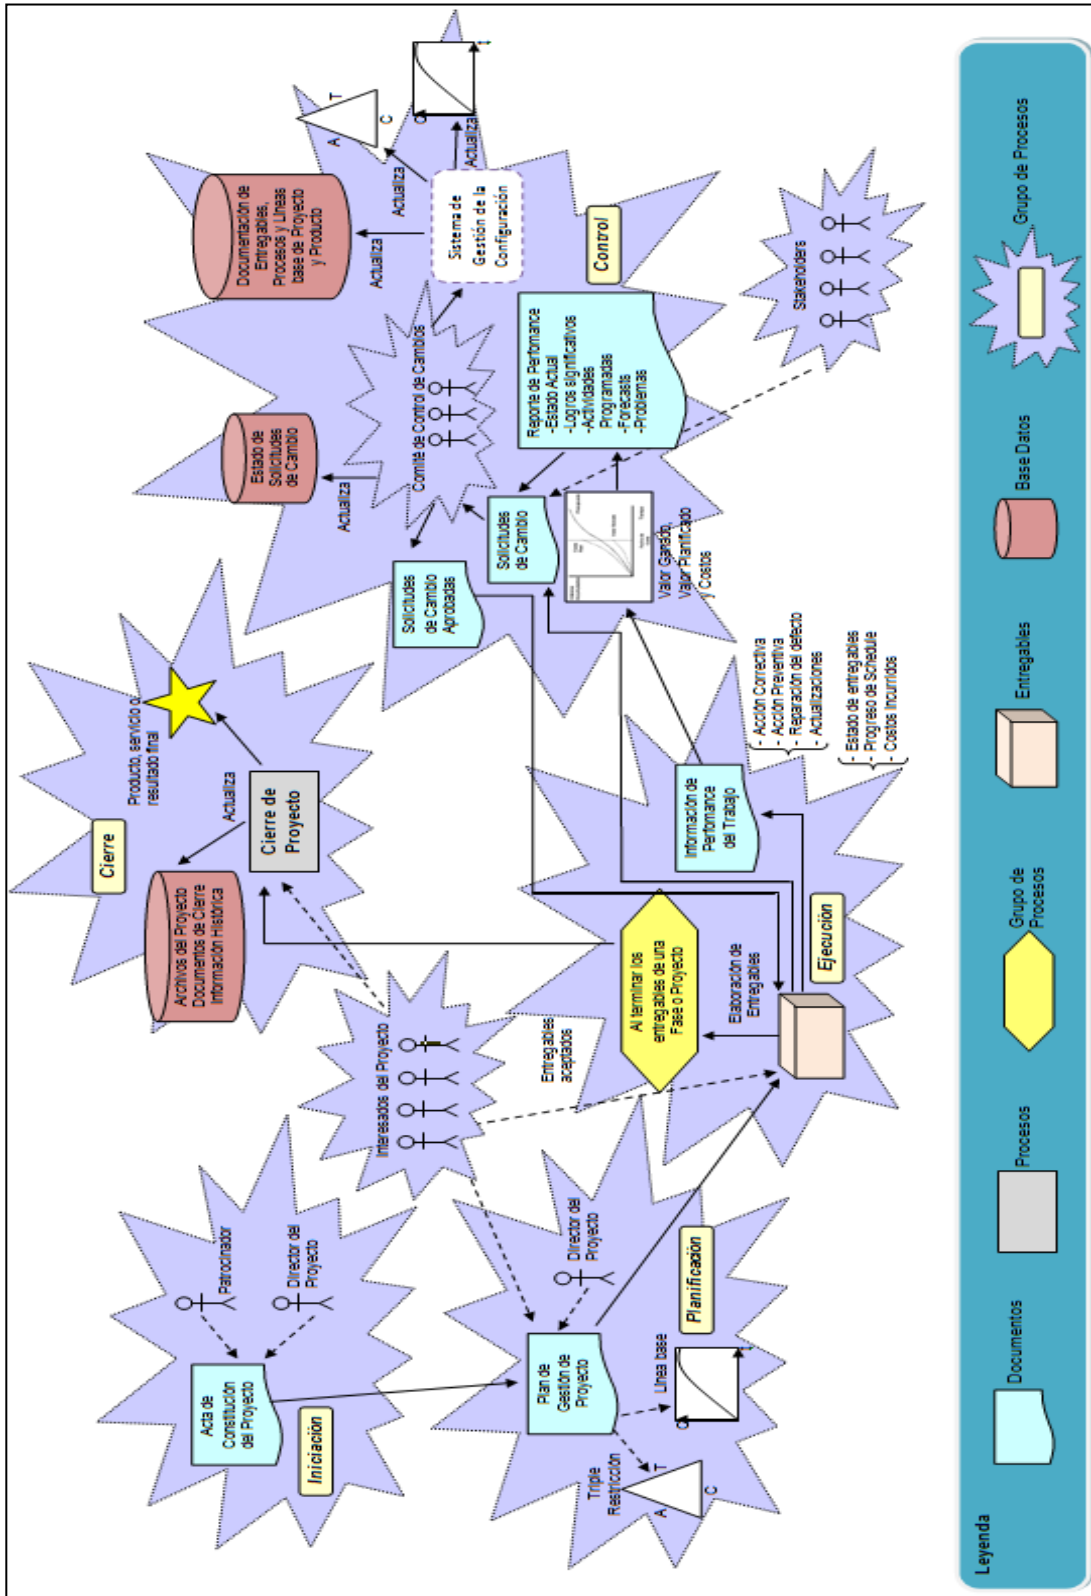 Acta de
Constitución
del Proyecto
Patrocinador
Director del
Proyecto
Iniciación
Interesados del Proyecto
Plan de
Gestión de
Proyecto
Director del
Proyecto
Triple
Restricción
A
T
C
Línea base
C
t
Planificación
Archivos del Proyecto
Documentos de Cierre
Información Histórica
Cierre
Actualiza
Cierre de
Proyecto
Producto, servicio o
resultado final
Entregables
aceptados
Al terminar los
entregables de una
Fase o Proyecto
Elaboración de
Entregables
Ejecución
Información de
Perfomance
del Trabajo
- Acción Correctiva
- Acción Preventiva
- Reparación del defecto
- Actualizaciones
- Estado de entregables
- Progreso de Schedule
- Costos Incurridos
Estado de
Solicitudes
de Cambio
Actualiza
Documentación de
Entregables,
Procesos y Líneas
base de Proyecto
y Producto
Actualiza
A
T
C
Actualiza
C
t
Actualiza
Comité de Control de Cambios
Sistema de
Gestión de la
Configuración
Solicitudes
de Cambio
Aprobadas
Solicitudes
de Cambio
Reporte de Perfomance
-Estado Actual
-Logros significativos
-Actividades
Programadas
-Forecasts
-Problemas
Control
Valor Ganado,
Valor Planificado
y Costos
Stakeholders
Leyenda
Documentos
Procesos
Grupo de
Procesos
Entregables
Base Datos
Grupo de Procesos